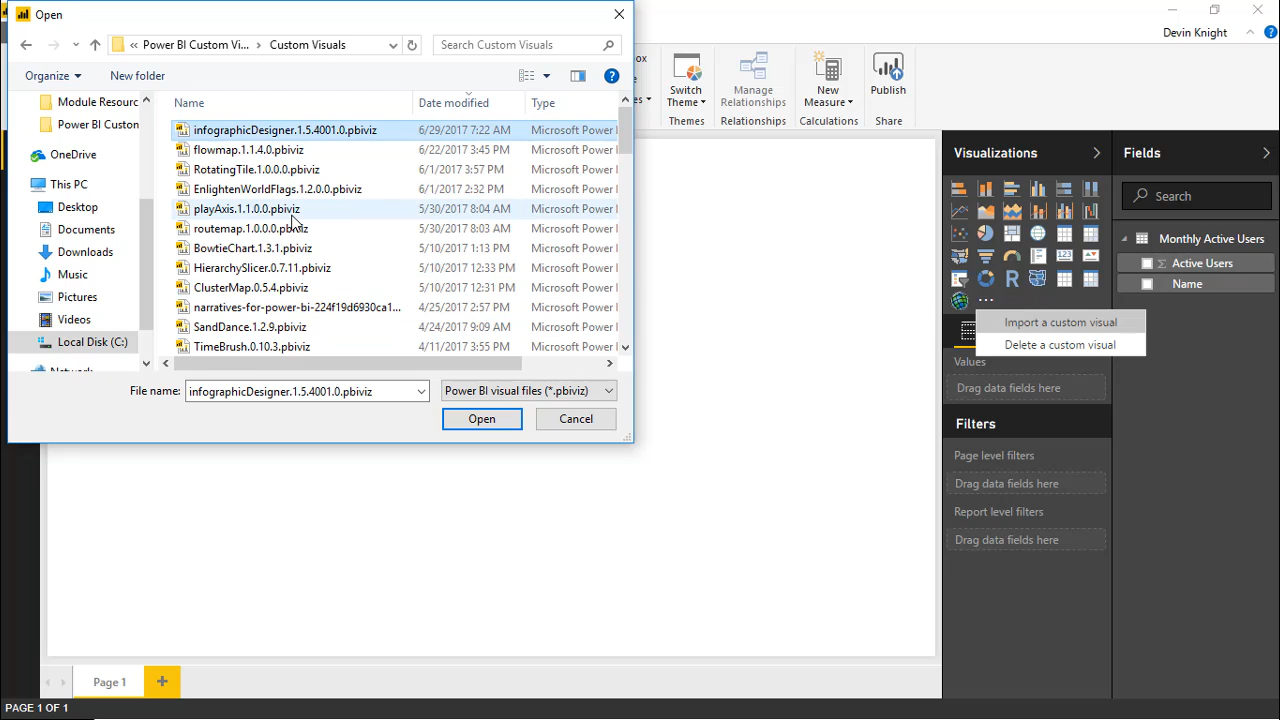 Open
Devin Knight
Power BI Custom Vi... Custom Visuals
Search Custom Visuals
Organize
New folder
Name
Date modified
Type
Module Resourc
Power BI Custom
OneDrive
This PC
Desktop
Documents
Downloads
Music
Pictures
Videos
Local Disk (C:)
infographicDesigner.1.5.4001.0.pbiviz 6/29/2017 7:22 AM Microsoft Power
flowmap.1.1.4.0.pbiviz 6/22/2017 3:45 PM Microsoft Power
RotatingTile.1.0.0.0.pbiviz 6/1/2017 3:57 PM Microsoft Power
EnlightenWorldFlags.1.2.0.0.pbiviz 6/1/2017 2:32 PM Microsoft Power
playAxis.1.1.0.0.pbiviz 5/30/2017 8:04 AM Microsoft Power
routemap.1.0.0.0.pbiviz 5/30/2017 8:03 AM Microsoft Power
BowtieChart.1.3.1.pbiviz 5/18/2017 1:13 PM Microsoft Power
HierarchySlicer.0.7.11.pbiviz 5/10/2017 12:33 PM Microsoft Power
ClusterMap.0.5.4.pbiviz 5/10/2017 12:31 PM Microsoft Power
narratives-for-power-bi-224f19d6930ca1... 4/25/2017 2:57 PM Microsoft Power
SandDance.1.2.9.pbiviz 4/24/2017 9:09 AM Microsoft Power
TimeBrush.0.10.3.pbiviz 4/11/2017 3:55 PM Microsoft Power
File name: infographicDesigner.1.5.4001.0.pbiviz
Power BI visual files (*.pbiviz)
Open
Cancel
Switch
Theme
Themes
Manage
Relationships
Relationships
New
Measure
Calculations
Publish
Share
Visualizations
R
123
Import a custom visual
Delete a custom visual
Values
Drag data fields here
Filters
Page level filters
Drag data fields here
Report level filters
Drag data fields here
Fields
Search
Monthly Active Users
Σ Active Users
Name
Page 1
PAGE 1 OF 1